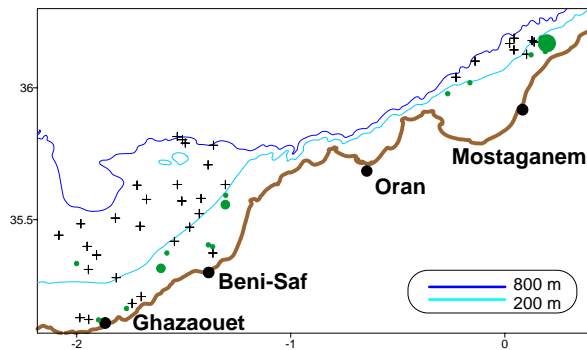 36
Mostaganem
Oran
35.5
Beni-Saf
800 m
200 m
Ghazaouet
-2
-1
0